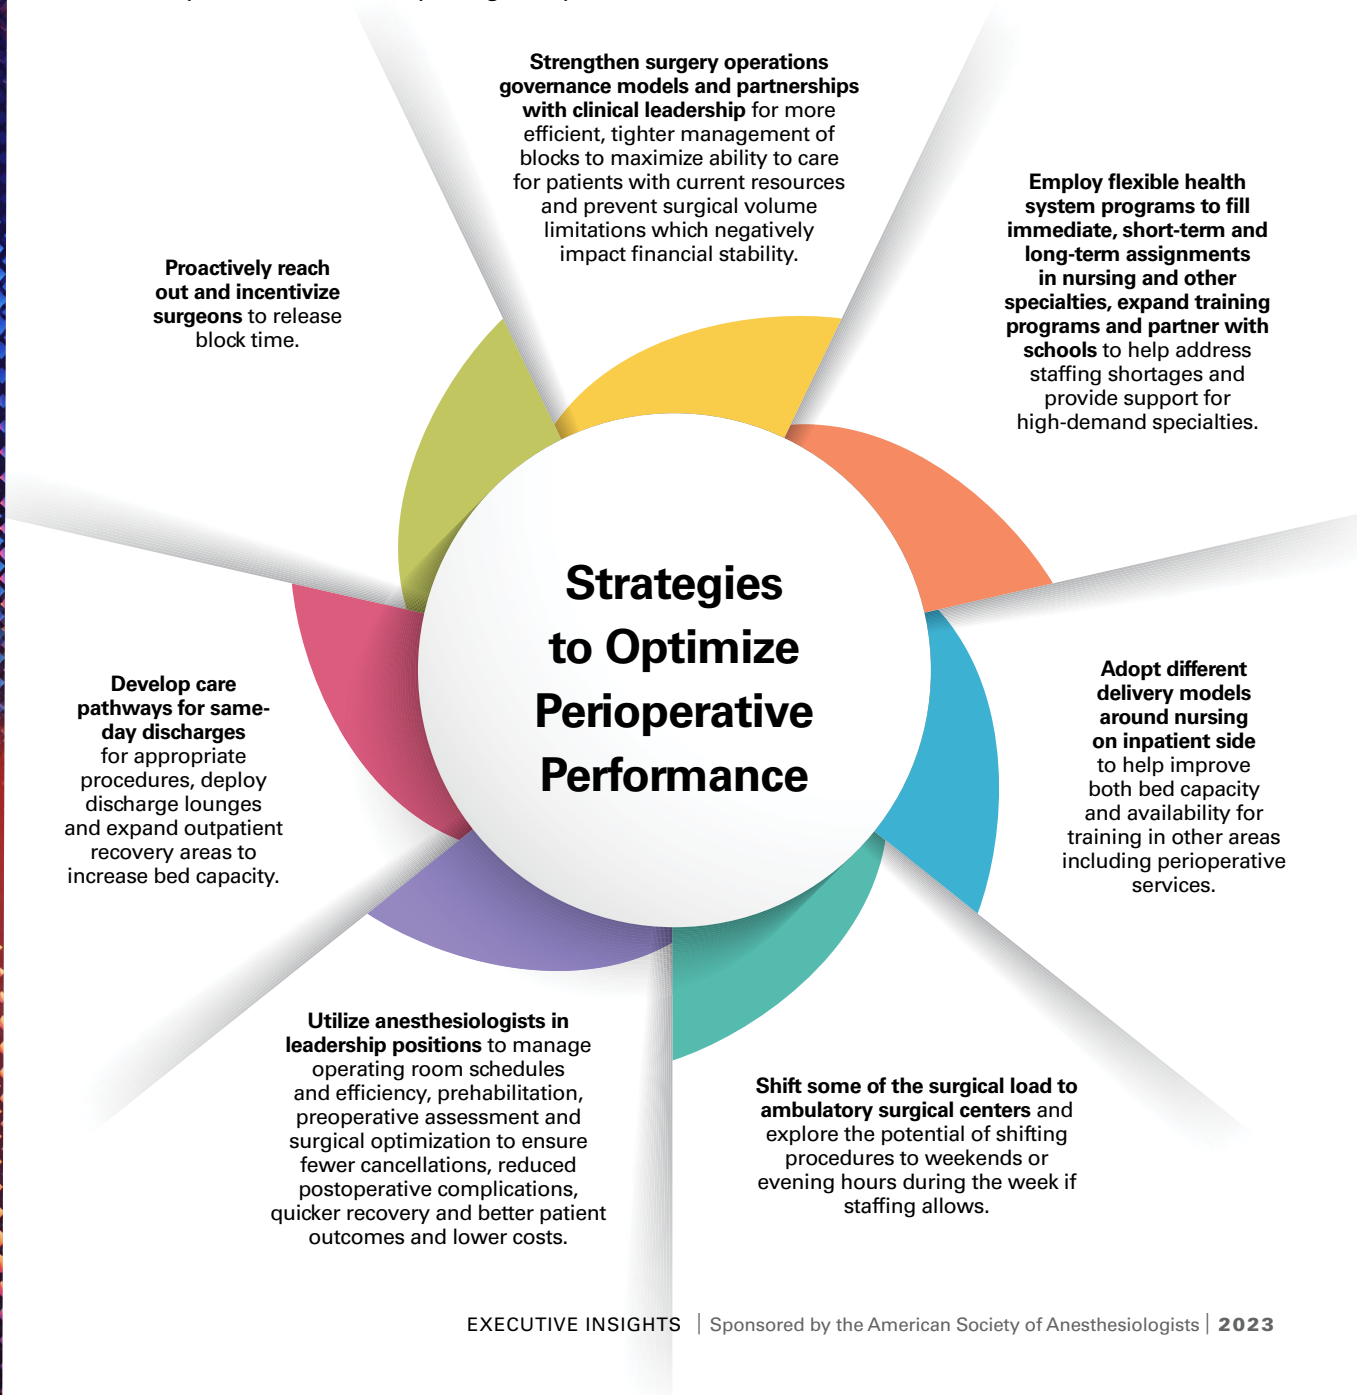 Strengthen surgery operations
governance models and partnerships
with clinical leadership for more
efficient, tighter management of
blocks to maximize ability to care
for patients with current resources
and prevent surgical volume
limitations which negatively
impact financial stability.
Employ flexible health
system programs to fill
immediate, short-term and
long-term assignments
in nursing and other
specialties, expand training
programs and partner with
schools to help address
staffing shortages and
provide support for
high-demand specialties.
Adopt different
delivery models
around nursing
on inpatient side
to help improve
both bed capacity
and availability for
training in other areas
including perioperative
services.
Shift some of the surgical load to
ambulatory surgical centers and
explore the potential of shifting
procedures to weekends or
evening hours during the week if
staffing allows.
Utilize anesthesiologists in
leadership positions to manage
operating room schedules
and efficiency, prehabilitation,
preoperative assessment and
surgical optimization to ensure
fewer cancellations, reduced
postoperative complications,
quicker recovery and better patient
outcomes and lower costs.
Develop care
pathways for same-
day discharges
for appropriate
procedures, deploy
discharge lounges
and expand outpatient
recovery areas to
increase bed capacity.
Proactively reach
out and incentivize
surgeons to release
block time.
Strategies
to Optimize
Perioperative
Performance
EXECUTIVE INSIGHTS | Sponsored by the American Society of Anesthesiologists | 2023